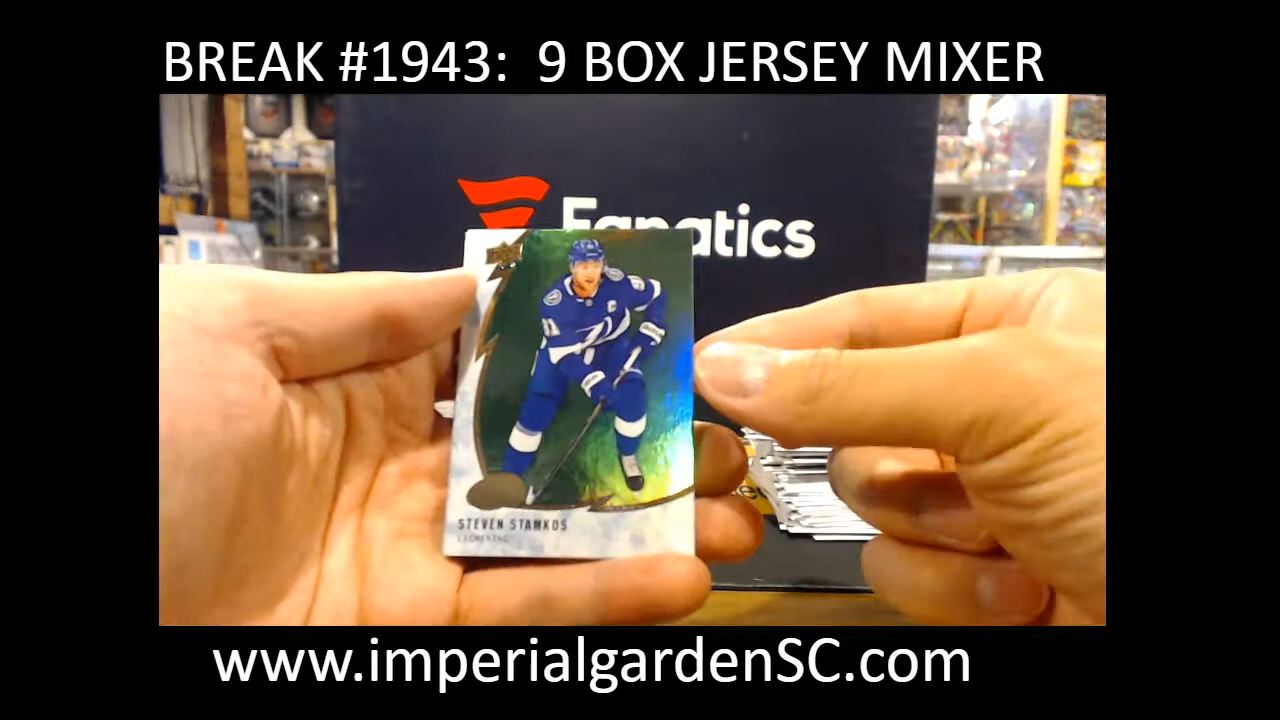 BREAK #1943:  9 BOX JERSEY MIXER
Fanatics
STEVEN STAMKOS
www.imperialgardenSC.com